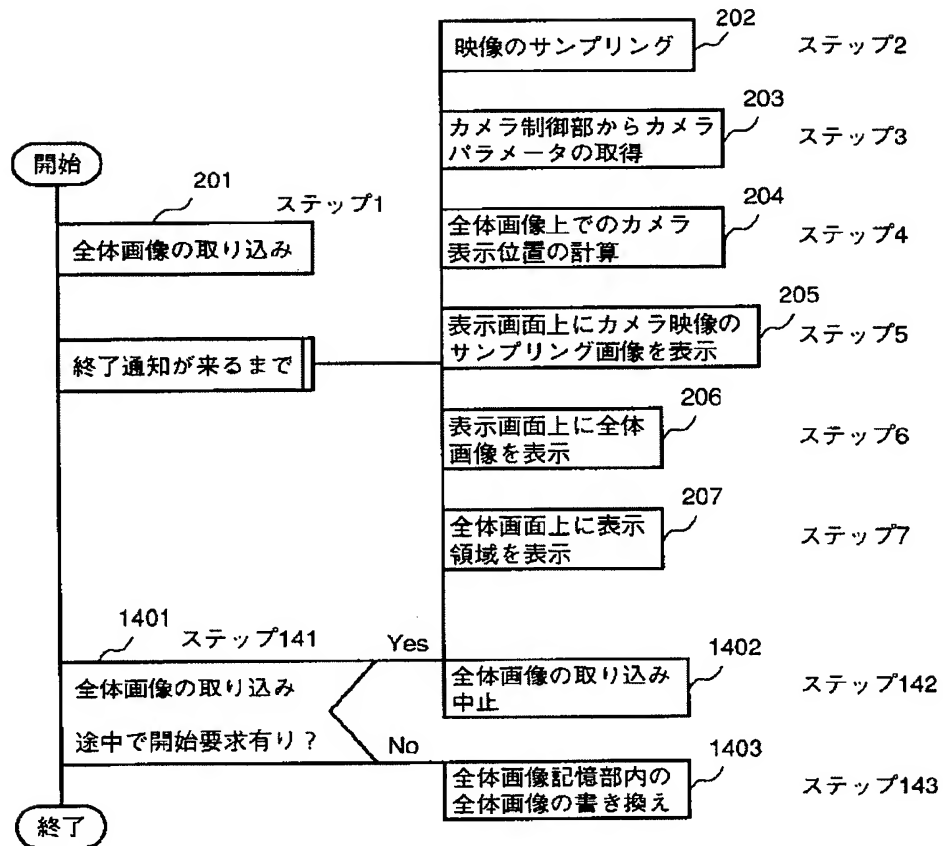 202
映像のサンプリング
ステップ2
203
カメラ制御部からカメラ
パラメータの取得
ステップ3
開始
201
ステップ1
全体画像の取り込み
204
全体画像上でのカメラ
表示位置の計算
ステップ4
205
表示画面上にカメラ映像の
サンプリング画像を表示
ステップ5
終了通知が来るまで
206
表示画面上に全体
画像を表示
ステップ6
207
全体画面上に表示
領域を表示
ステップ7
1401
ステップ141
Yes
全体画像の取り込み
途中で開始要求有り？
No
1402
全体画像の取り込み
中止
ステップ142
1403
全体画像記憶部内の
全体画像の書き換え
ステップ143
終了